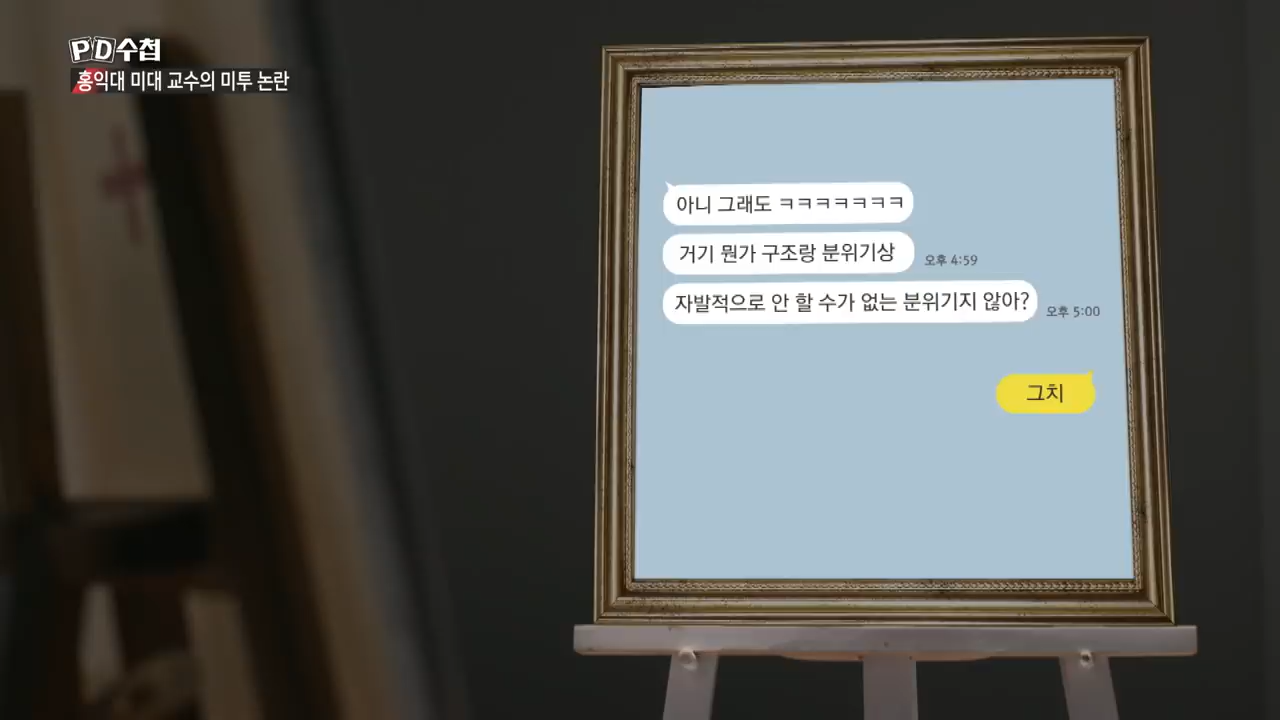 PD수첩
홍익대 미대 교수의 미투 논란
아니 그래도 ㅋㅋㅋㅋㅋㅋㅋ
거기 뭔가 구조랑 분위기상
오후 4:59
자발적으로 안 할 수가 없는 분위기지 않아?
오후 5:00
그치